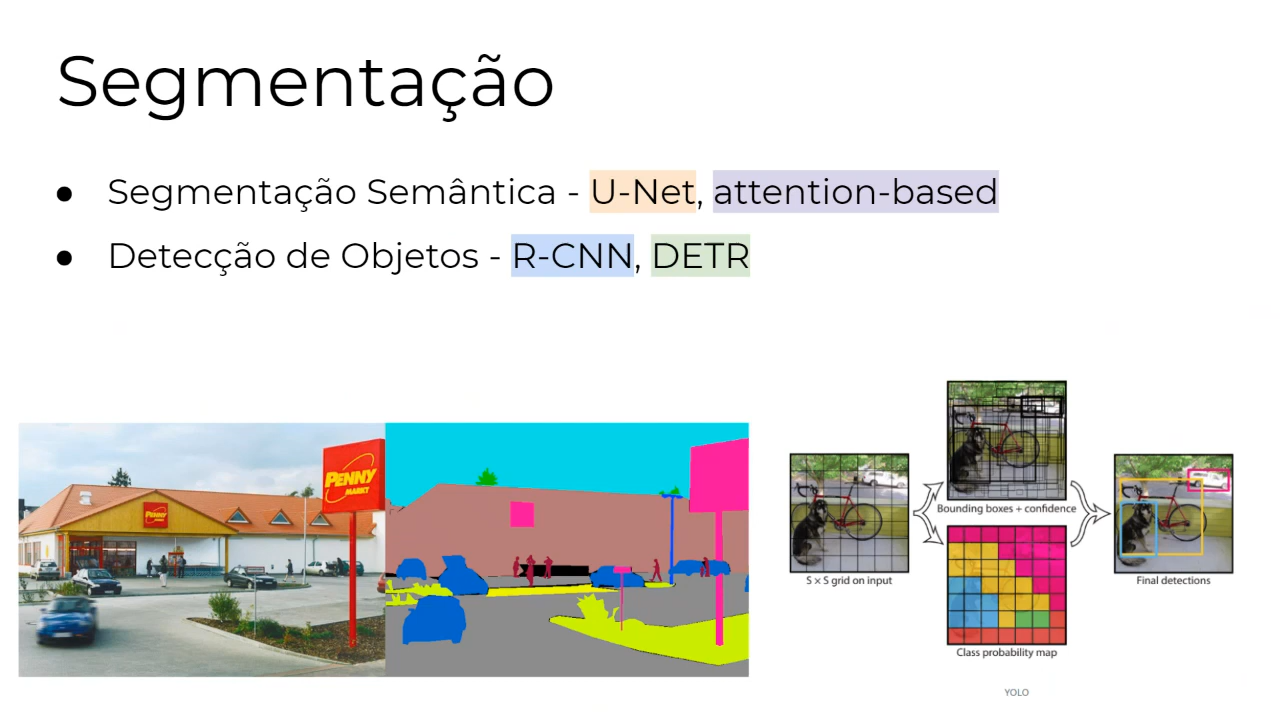 Segmentação
● Segmentação Semântica - U-Net, attention-based
● Detecção de Objetos - R-CNN, DETR
PENNY
MARKT
PENNY
Bounding boxes + confidence
S × S grid on input
Final detections
Class probability map
YOLO